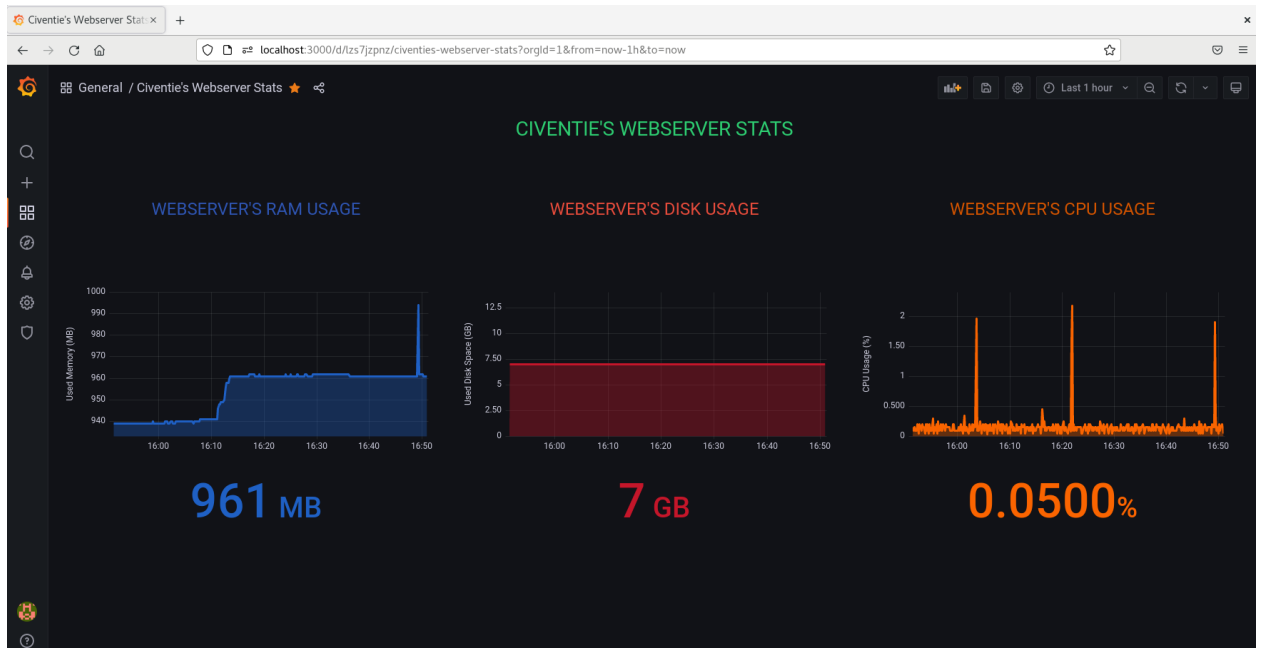 Civentie's Webserver Stats
localhost:3000/d/lzs7jzpnz/civenties-webserver-stats?orgId=1&from=now-1h&to=now
General / Civentie's Webserver Stats
Last 1 hour
CIVENTIE'S WEBSERVER STATS
WEBSERVER'S RAM USAGE
Used Memory (MB)
1000
990
980
970
960
950
940
16:00 16:10 16:20 16:30 16:40 16:50
961 MB
WEBSERVER'S DISK USAGE
Used Disk Space (GB)
12.5
10
7.50
5
2.50
0
16:00 16:10 16:20 16:30 16:40 16:50
7 GB
WEBSERVER'S CPU USAGE
CPU Usage (%)
2
1.50
1
0.500
0
16:00 16:10 16:20 16:30 16:40 16:50
0.0500%